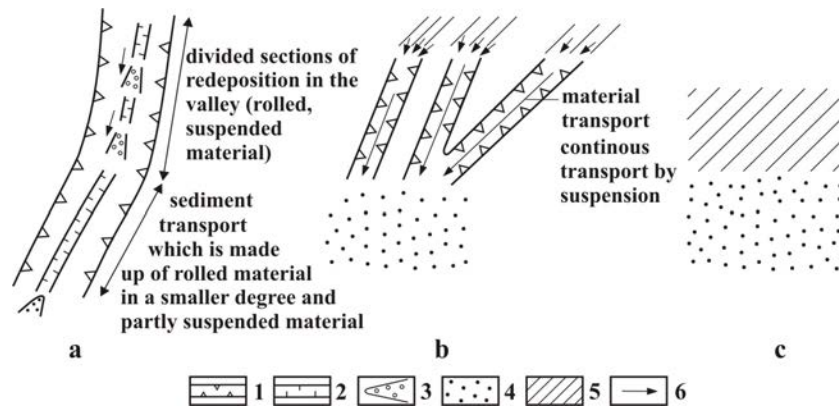 divided sections of
redeposition in the
valley (rolled,
suspended
material)
sediment
transport
which is made
up of rolled material
in a smaller degree and
partly suspended material
material
transport
continous
transport by
suspension
a
b
c
1
2
3
4
5
6